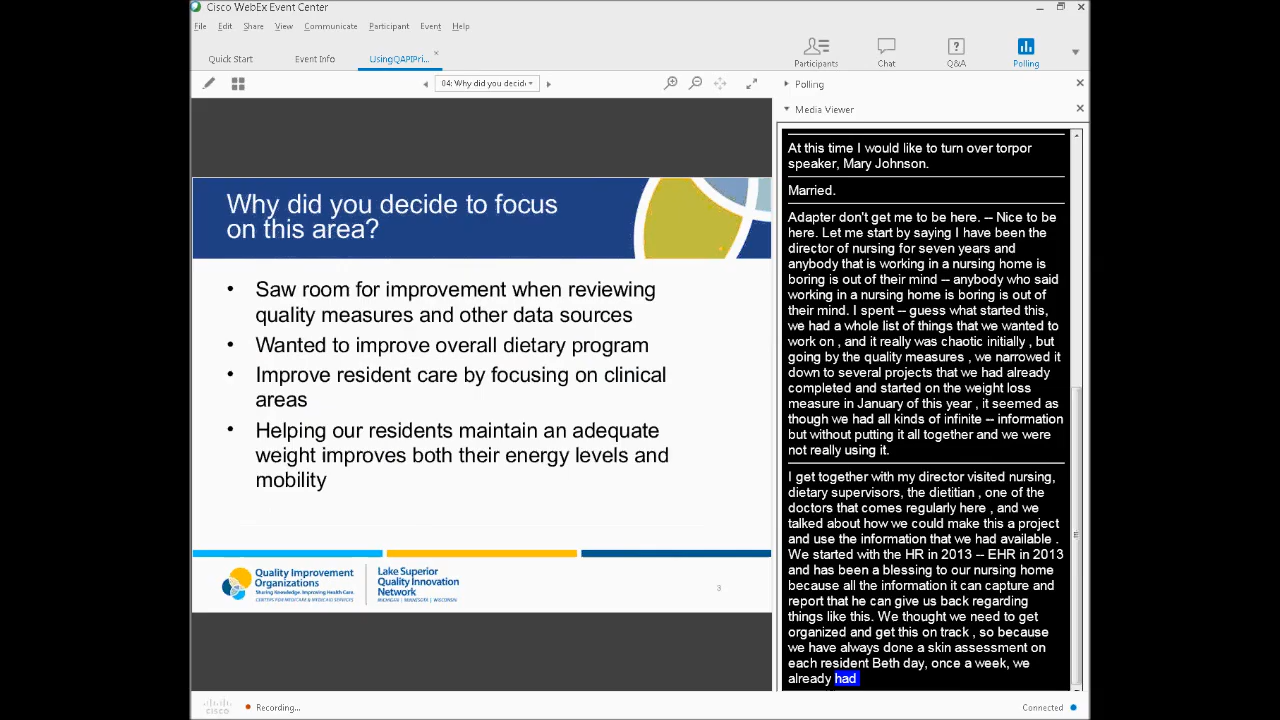 Cisco WebEx Event Center
File Edit Share View Communicate Participant Event Help
Quick Start Event Info UsingQAPIPri...
Participants Chat Q&A Polling
04: Why did you decid
Polling
Media Viewer
Why did you decide to focus
on this area?
• Saw room for improvement when reviewing
quality measures and other data sources
• Wanted to improve overall dietary program
• Improve resident care by focusing on clinical
areas
• Helping our residents maintain an adequate
weight improves both their energy levels and
mobility
Quality Improvement
Organizations
Sharing Knowledge. Improving Health Care.
CENTERS FOR MEDICARE & MEDICAID SERVICES
Lake Superior
Quality Innovation
Network
MICHIGAN | MINNESOTA | WISCONSIN
3
At this time I would like to turn over torpor
speaker, Mary Johnson.
Married.
Adapter don't get me to be here. -- Nice to be
here. Let me start by saying I have been the
director of nursing for seven years and
anybody that is working in a nursing home is
boring is out of their mind -- anybody who said
working in a nursing home is boring is out of
their mind. I spent -- guess what started this,
we had a whole list of things that we wanted to
work on , and it really was chaotic initially , but
going by the quality measures , we narrowed it
down to several projects that we had already
completed and started on the weight loss
measure in January of this year , it seemed as
though we had all kinds of infinite -- information
but without putting it all together and we were
not really using it.
I get together with my director visited nursing,
dietary supervisors, the dietitian , one of the
doctors that comes regularly here , and we
talked about how we could make this a project
and use the information that we had available .
We started with the HR in 2013 -- EHR in 2013
and has been a blessing to our nursing home
because all the information it can capture and
report that he can give us back regarding
things like this. We thought we need to get
organized and get this on track , so because
we have always done a skin assessment on
each resident Beth day, once a week, we
already had
cisco
Recording...
Connected